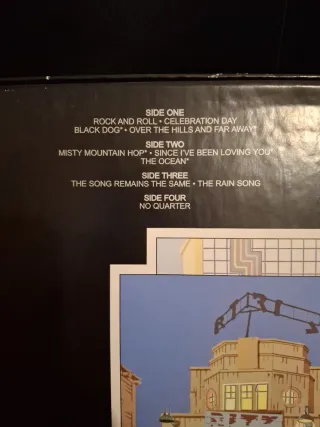 SIDE ONE
ROCK AND ROLL • CELEBRATION DAY
BLACK DOG* • OVER THE HILLS AND FAR AWAY*
SIDE TWO
MISTY MOUNTAIN HOP* • SINCE I'VE BEEN LOVING YOU*
THE OCEAN*
SIDE THREE
THE SONG REMAINS THE SAME • THE RAIN SONG
SIDE FOUR
NO QUARTER